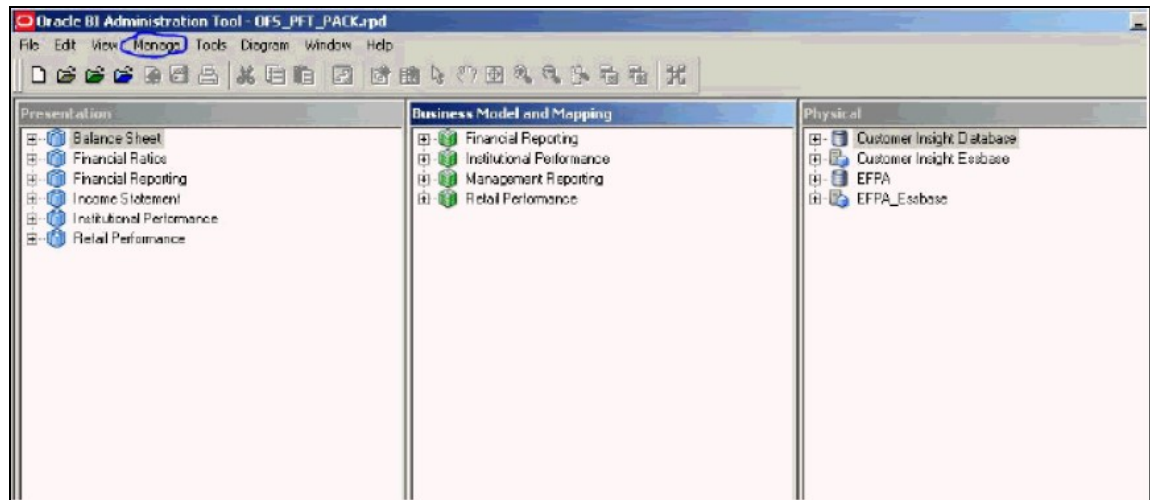 Oracle BI Administration Tool - OFS_PFT_PACK.rpd
File Edit View Manage Tools Diagram Window Help
Presentation
Balance Sheet
Financial Ratios
Financial Reporting
Income Statement
Institutional Performance
Retail Performance
Business Model and Mapping
Financial Reporting
Institutional Performance
Management Reporting
Retail Performance
Physical
Customer Insight Database
Customer Insight Essbase
EFPA
EFPA_Essbase